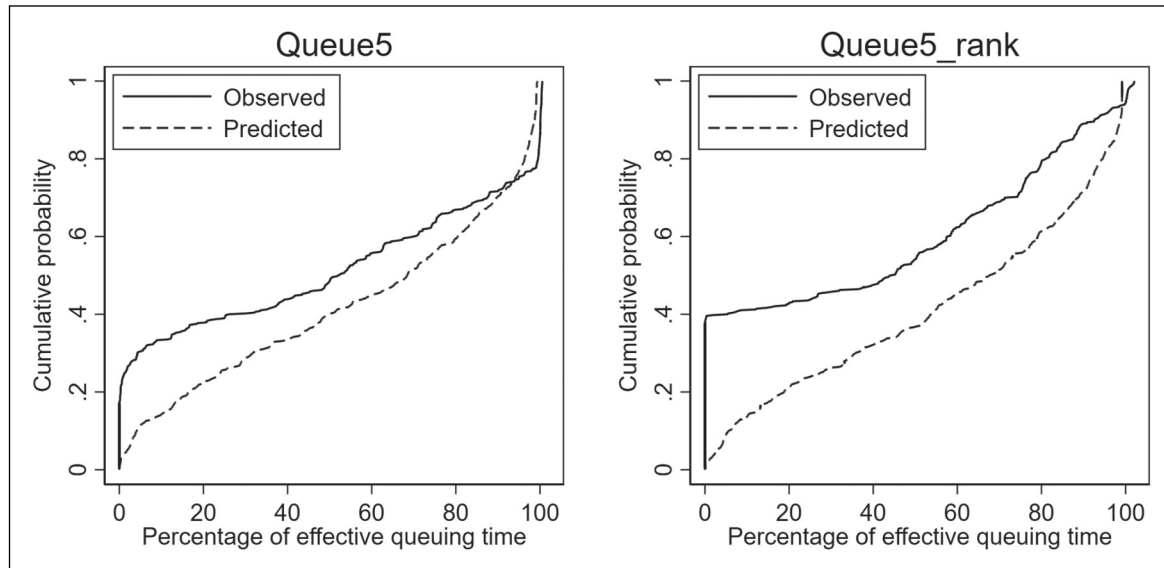 Queue5
Observed
Predicted
Cumulative probability
1
.8
.6
.4
.2
0
0 20 40 60 80 100
Percentage of effective queuing time
Queue5_rank
Observed
Predicted
Cumulative probability
1
.8
.6
.4
.2
0
0 20 40 60 80 100
Percentage of effective queuing time